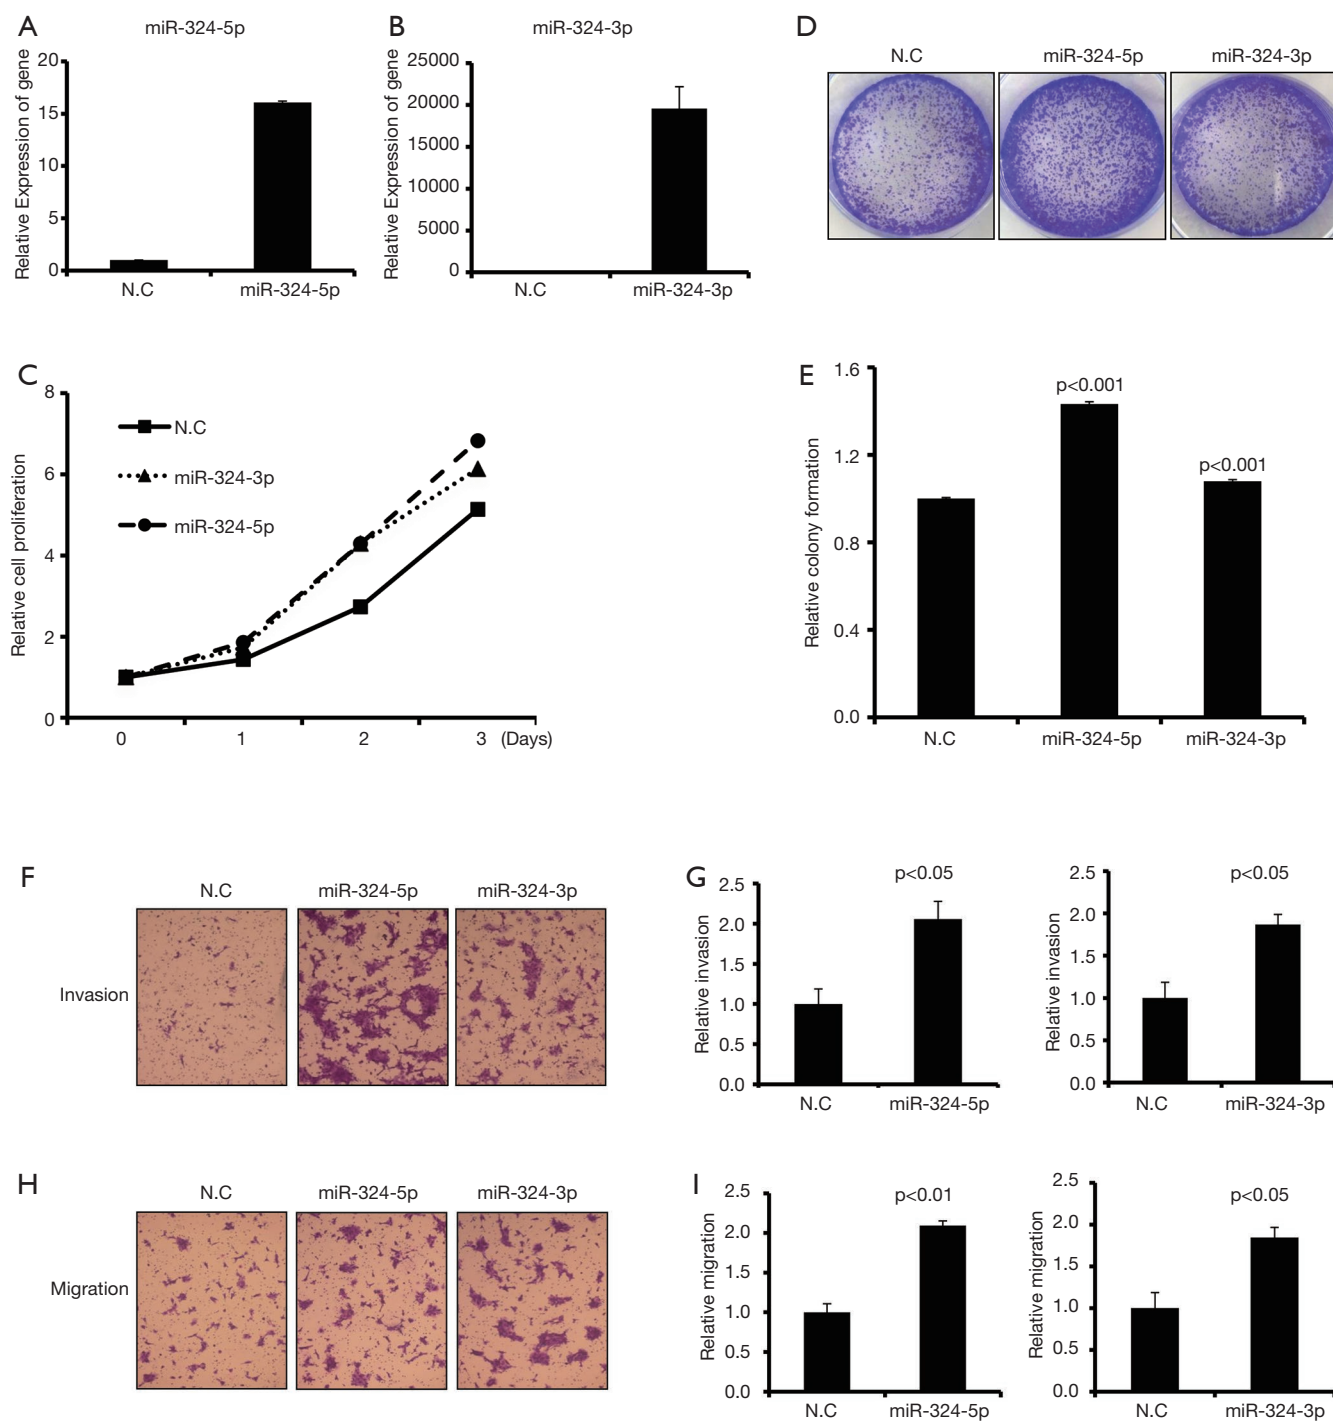 A
miR-324-5p
Relative Expression of gene
20
15
10
5
0
N.C
miR-324-5p
B
miR-324-3p
Relative Expression of gene
25000
20000
15000
10000
5000
0
N.C
miR-324-3p
D
N.C
miR-324-5p
miR-324-3p
C
Relative cell proliferation
8
6
4
2
0
N.C
miR-324-3p
miR-324-5p
0
1
2
3
(Days)
E
Relative colony formation
1.6
1.2
0.8
0.4
0.0
p<0.001
p<0.001
N.C
miR-324-5p
miR-324-3p
F
N.C
miR-324-5p
miR-324-3p
Invasion
G
Relative invasion
2.5
2.0
1.5
1.0
0.5
0.0
p<0.05
N.C
miR-324-5p
Relative invasion
2.5
2.0
1.5
1.0
0.5
0.0
p<0.05
N.C
miR-324-3p
H
N.C
miR-324-5p
miR-324-3p
Migration
I
Relative migration
2.5
2.0
1.5
1.0
0.5
0.0
p<0.01
N.C
miR-324-5p
Relative migration
2.5
2.0
1.5
1.0
0.5
0.0
p<0.05
N.C
miR-324-3p